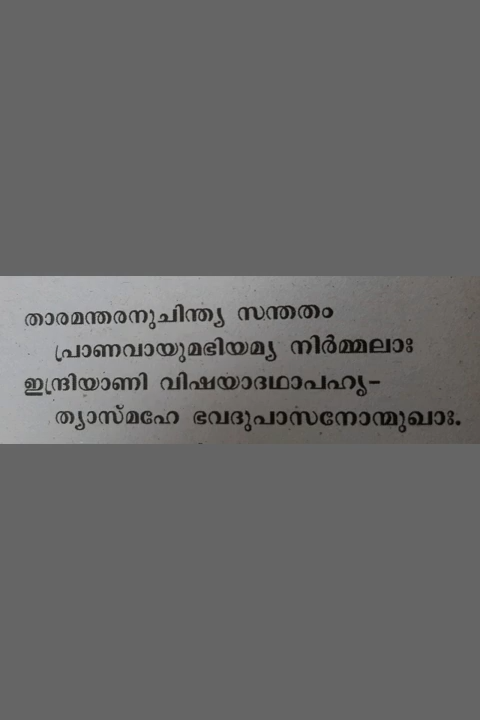 താരമന്തരനുചിന്ത്യ സന്തതം
പ്രാണവായുമഭിയമ്യ നിർമ്മലാഃ
ഇന്ദ്രിയാണി വിഷയാദഥാപഹൃ-
ത്യാസ്മഹേ ഭവദുപാസനോന്മുഖാഃ.